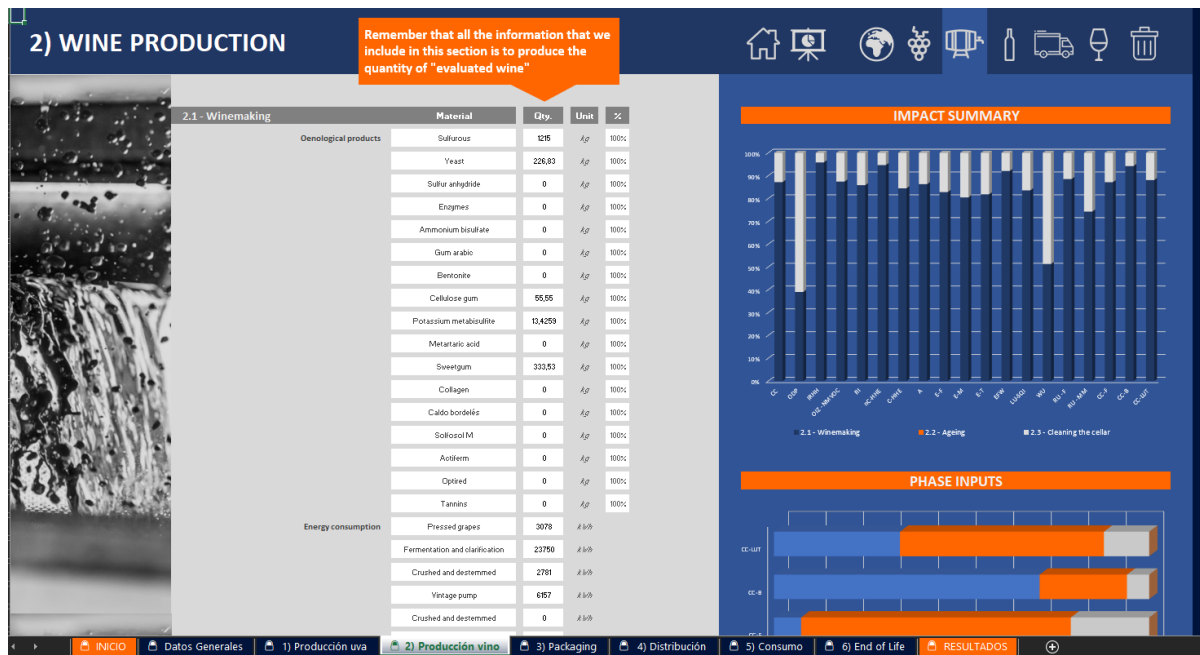 2) WINE PRODUCTION
Remember that all the information that we
include in this section is to produce the
quantity of "evaluated wine"
2.1 - Winemaking Material Qty. Unit %
Oenological products Sulfurous 1215 kg 100%
Yeast 226,83 kg 100%
Sulfur anhydride 0 kg 100%
Enzymes 0 kg 100%
Ammonium bisulfate 0 kg 100%
Gum arabic 0 kg 100%
Bentonite 0 kg 100%
Cellulose gum 55,55 kg 100%
Potassium metabisulfite 13,4259 kg 100%
Metartaric acid 0 kg 100%
Sweetgum 333,53 kg 100%
Collagen 0 kg 100%
Caldo bordelés 0 kg 100%
Solfosol M 0 kg 100%
Actiferm 0 kg 100%
Optired 0 kg 100%
Tannins 0 kg 100%
Energy consumption Pressed grapes 3078 kWh
Fermentation and clarification 23750 kWh
Crushed and destemmed 2781 kWh
Vintage pump 6157 kWh
Crushed and destemmed 0 kWh
IMPACT SUMMARY
100%
90%
80%
70%
60%
50%
40%
30%
20%
10%
0%
CC ODP IRHH OIZ - NMVOC RI nC-HHE C-HHE A E-F E-M E-T EFW LU-SQI WU RU - F RU - MM CC-F CC-B CC-LUT
2.1 - Winemaking 2.2 - Ageing 2.3 - Cleaning the cellar
PHASE INPUTS
CC-LUT
CC-B
CC-F
INICIO Datos Generales 1) Producción uva 2) Producción vino 3) Packaging 4) Distribución 5) Consumo 6) End of Life RESULTADOS